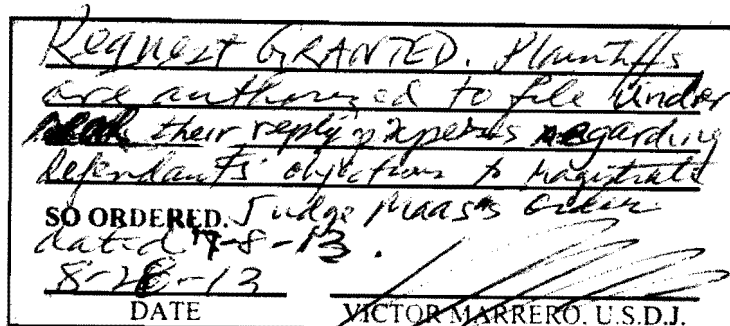 Request GRANTED. Plaintiffs
are authorized to file under
their reply papers regarding
defendants' objections to Magistrate
SO ORDERED. Judge Maas's Order
dated 7-8-13.
8-28-13
DATE VICTOR MARRERO, U.S.D.J.